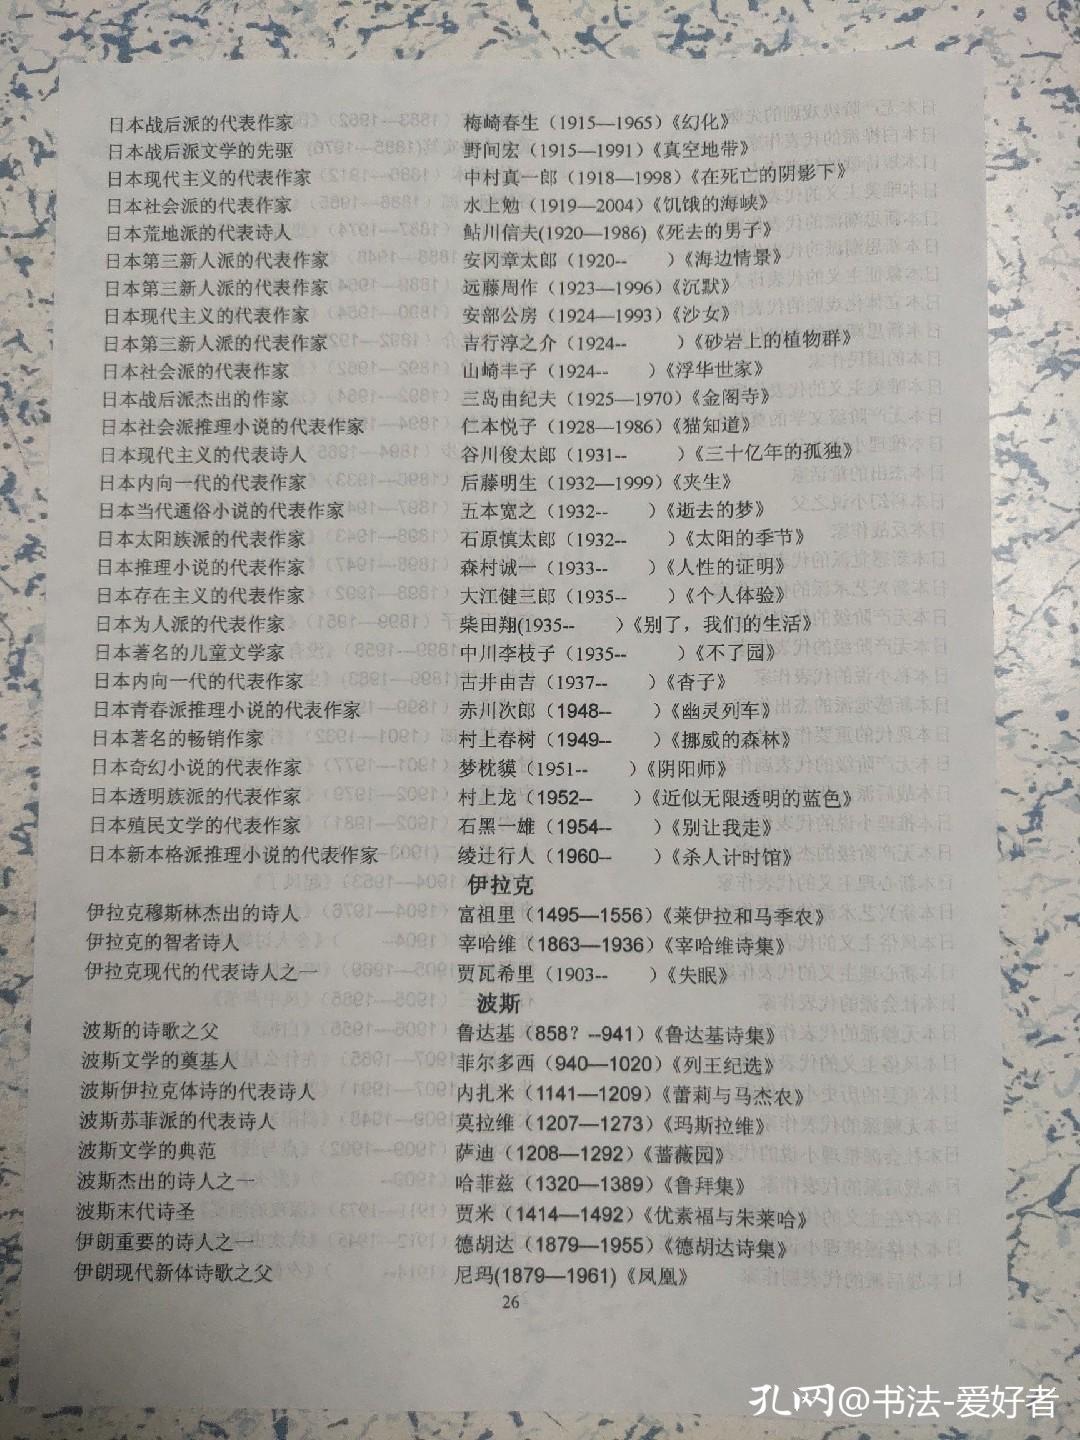 日本战后派的代表作家 梅崎春生（1915—1965）《幻化》
日本战后派文学的先驱 野间宏（1915—1991）《真空地带》
日本现代主义的代表作家 中村真一郎（1918—1998）《在死亡的阴影下》
日本社会派的代表作家 水上勉（1919—2004）《饥饿的海峡》
日本荒地派的代表诗人 鲇川信夫(1920—1986)《死去的男子》
日本第三新人派的代表作家 安冈章太郎（1920-- ）《海边情景》
日本第三新人派的代表作家 远藤周作（1923—1996）《沉默》
日本现代主义的代表作家 安部公房（1924—1993）《沙女》
日本第三新人派的代表作家 吉行淳之介（1924-- ）《砂岩上的植物群》
日本社会派的代表作家 山崎丰子（1924-- ）《浮华世家》
日本战后派杰出的作家 三岛由纪夫（1925—1970）《金阁寺》
日本社会派推理小说的代表作家 仁本悦子（1928—1986）《猫知道》
日本现代主义的代表诗人 谷川俊太郎（1931-- ）《三十亿年的孤独》
日本内向一代的代表作家 后藤明生（1932—1999）《夹生》
日本当代通俗小说的代表作家 五本宽之（1932-- ）《逝去的梦》
日本太阳族派的代表作家 石原慎太郎（1932-- ）《太阳的季节》
日本推理小说的代表作家 森村诚一（1933-- ）《人性的证明》
日本存在主义的代表作家 大江健三郎（1935-- ）《个人体验》
日本为人派的代表作家 柴田翔(1935-- ）《别了，我们的生活》
日本著名的儿童文学家 中川李枝子（1935-- ）《不了园》
日本内向一代的代表作家 古井由吉（1937-- ）《杳子》
日本青春派推理小说的代表作家 赤川次郎（1948-- ）《幽灵列车》
日本著名的畅销作家 村上春树（1949-- ）《挪威的森林》
日本奇幻小说的代表作家 梦枕貘（1951-- ）《阴阳师》
日本透明族派的代表作家 村上龙（1952-- ）《近似无限透明的蓝色》
日本殖民文学的代表作家 石黑一雄（1954-- ）《别让我走》
日本新本格派推理小说的代表作家 绫辻行人（1960-- ）《杀人计时馆》
伊拉克
伊拉克穆斯林杰出的诗人 富祖里（1495—1556）《莱伊拉和马季农》
伊拉克的智者诗人 宰哈维（1863—1936）《宰哈维诗集》
伊拉克现代的代表诗人之一 贾瓦希里（1903-- ）《失眠》
波斯
波斯的诗歌之父 鲁达基（858？--941）《鲁达基诗集》
波斯文学的奠基人 菲尔多西（940—1020）《列王纪选》
波斯伊拉克体诗的代表诗人 内扎米（1141—1209）《蕾莉与马杰农》
波斯苏菲派的代表诗人 莫拉维（1207—1273）《玛斯拉维》
波斯文学的典范 萨迪（1208—1292）《蔷薇园》
波斯杰出的诗人之一 哈菲兹（1320—1389）《鲁拜集》
波斯末代诗圣 贾米（1414—1492）《优素福与朱莱哈》
伊朗重要的诗人之一 德胡达（1879—1955）《德胡达诗集》
伊朗现代新体诗歌之父 尼玛(1879—1961)《凤凰》
26
孔网@书法-爱好者